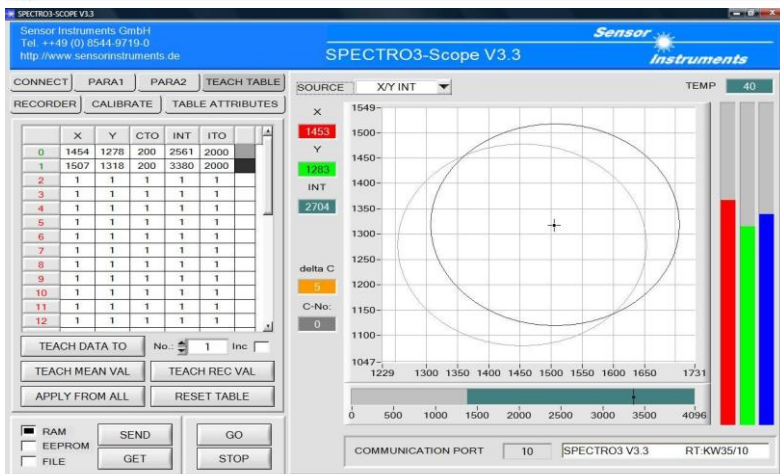 SPECTRO3-SCOPE V3.3
Sensor Instruments GmbH
Tel. ++49 (0) 8544-9719-0
http://www.sensorinstruments.de
SPECTRO3-Scope V3.3
Sensor Instruments
CONNECT PARA1 PARA2 TEACH TABLE
RECORDER CALIBRATE TABLE ATTRIBUTES
X Y CTO INT ITO
0 1454 1278 200 2561 2000
1 1507 1318 200 3380 2000
2 1 1 1 1 1
3 1 1 1 1 1
4 1 1 1 1 1
5 1 1 1 1 1
6 1 1 1 1 1
7 1 1 1 1 1
8 1 1 1 1 1
9 1 1 1 1 1
10 1 1 1 1 1
11 1 1 1 1 1
12 1 1 1 1 1
TEACH DATA TO No.: 1 Inc
TEACH MEAN VAL TEACH REC VAL
APPLY FROM ALL RESET TABLE
RAM
EEPROM
FILE
SEND GO
GET STOP
SOURCE X/Y INT TEMP 40
X
1453
Y
1283
INT
2704
delta C
5
C-No:
0
1549
1500
1450
1400
1350
1300
1250
1200
1150
1100
1047
1229 1300 1350 1400 1450 1500 1550 1600 1650 1731
0 500 1000 1500 2000 2500 3000 3500 4096
COMMUNICATION PORT 10 SPECTRO3 V3.3 RT:KW35/10